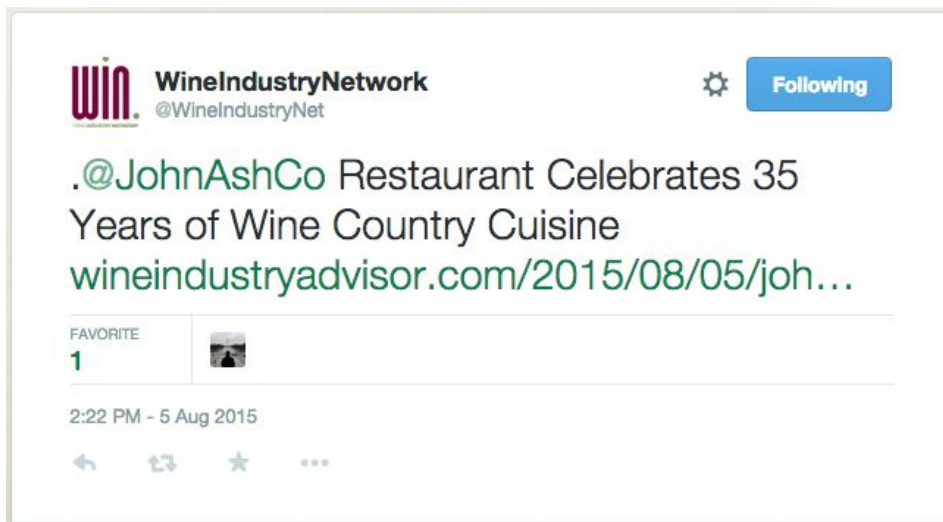 win.
WineIndustryNetwork
@WineIndustryNet
Following
.@JohnAshCo Restaurant Celebrates 35
Years of Wine Country Cuisine
wineindustryadvisor.com/2015/08/05/joh…
FAVORITE
1
2:22 PM - 5 Aug 2015